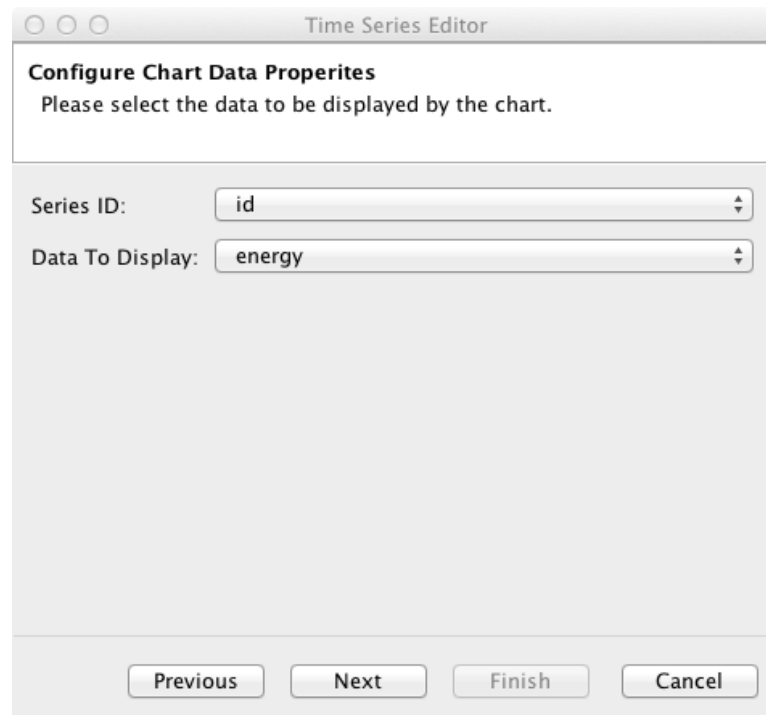 Time Series Editor
Configure Chart Data Properites
Please select the data to be displayed by the chart.
Series ID: id
Data To Display: energy
Previous Next Finish Cancel